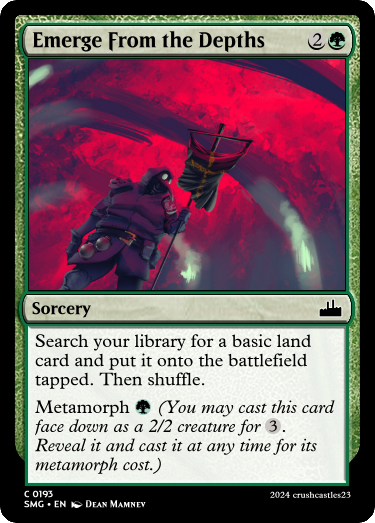 Emerge From the Depths 2
Sorcery
Search your library for a basic land
card and put it onto the battlefield
tapped. Then shuffle.
Metamorph (You may cast this card
face down as a 2/2 creature for 3.
Reveal it and cast it at any time for its
metamorph cost.)
C 0193
SMG • EN Dean Mamnev
2024 crushcastles23